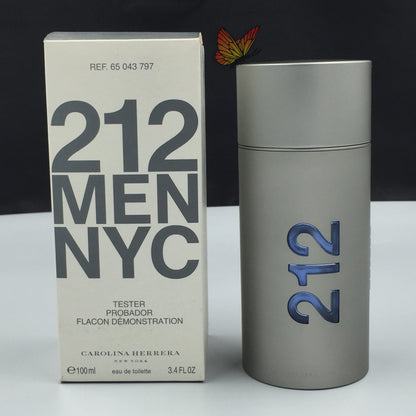 REF. 65 043 797
212
MEN
NYC
TESTER
PROBADOR
FLACON DÉMONSTRATION
CAROLINA HERRERA
NEW YORK
℮100ml eau de toilette 3.4 FL OZ
212